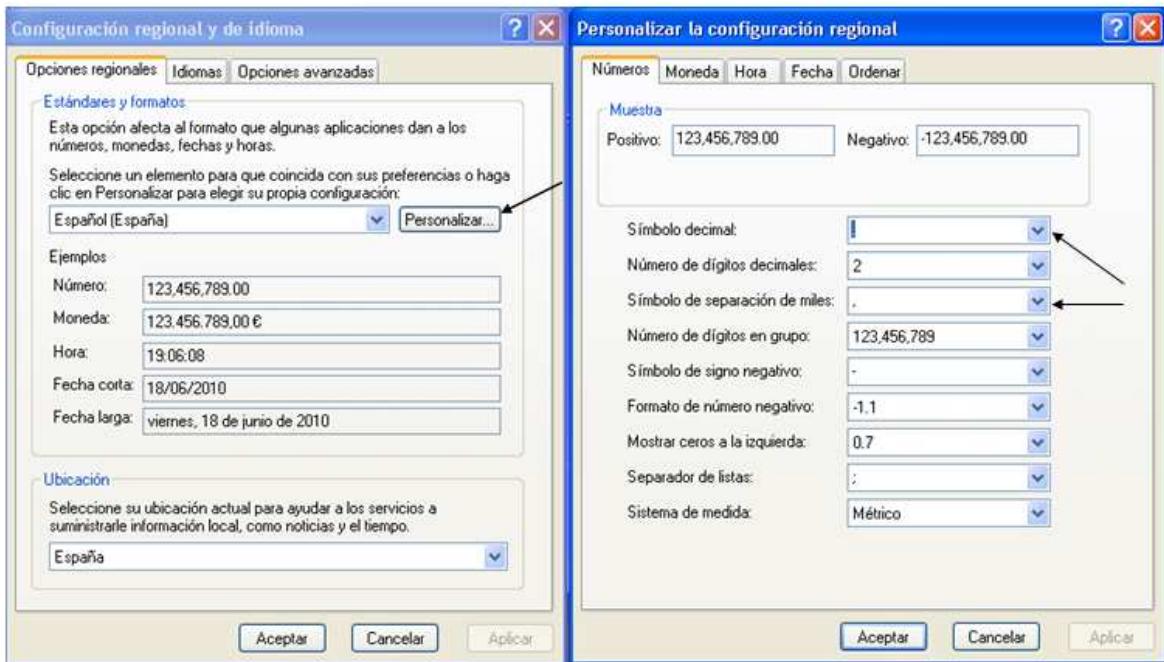 Configuración regional y de idioma
Opciones regionales Idiomas Opciones avanzadas
Estándares y formatos
Esta opción afecta al formato que algunas aplicaciones dan a los
números, monedas, fechas y horas.
Seleccione un elemento para que coincida con sus preferencias o haga
clic en Personalizar para elegir su propia configuración:
Español (España) Personalizar...
Ejemplos
Número: 123,456,789.00
Moneda: 123.456.789,00 €
Hora: 19:06:08
Fecha corta: 18/06/2010
Fecha larga: viernes, 18 de junio de 2010
Ubicación
Seleccione su ubicación actual para ayudar a los servicios a
suministrarle información local, como noticias y el tiempo.
España
Aceptar Cancelar Aplicar
Personalizar la configuración regional
Números Moneda Hora Fecha Ordenar
Muestra
Positivo: 123,456,789.00 Negativo: -123,456,789.00
Símbolo decimal: .
Número de dígitos decimales: 2
Símbolo de separación de miles: ,
Número de dígitos en grupo: 123,456,789
Símbolo de signo negativo: -
Formato de número negativo: -1.1
Mostrar ceros a la izquierda: 0.7
Separador de listas: ;
Sistema de medida: Métrico
Aceptar Cancelar Aplicar